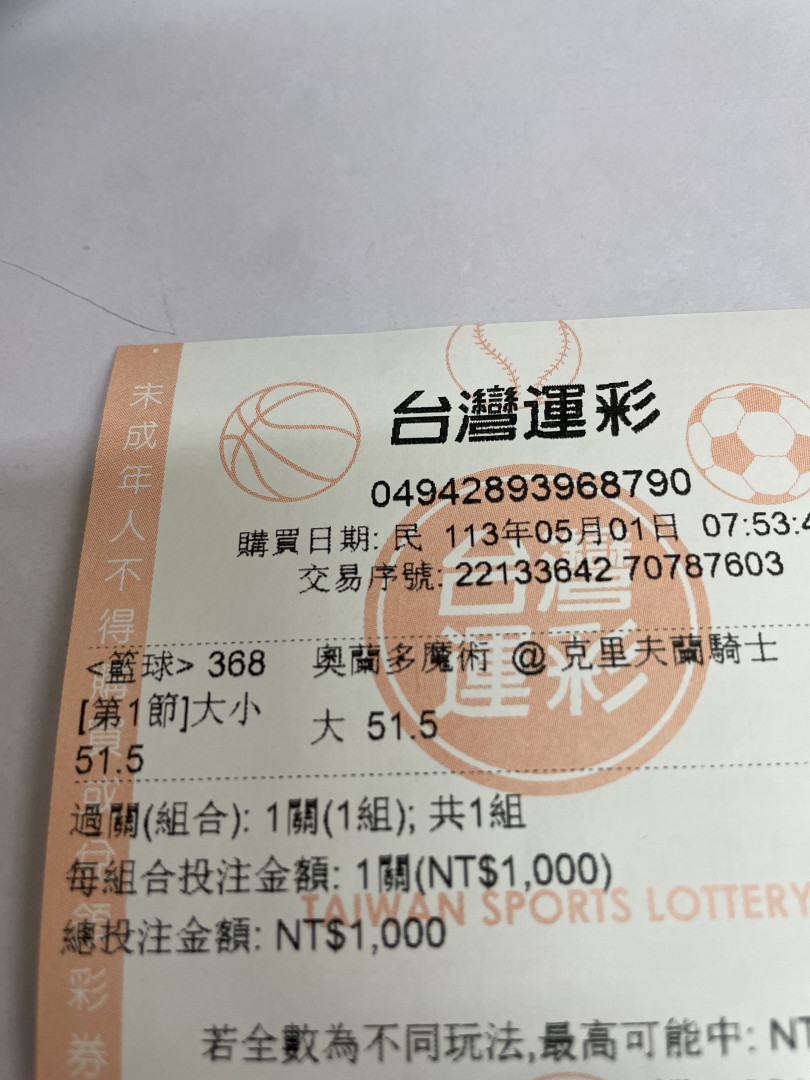 台灣運彩
04942893968790
購買日期: 民 113年05月01日 07:53:4
交易序號: 22133642 70787603
<籃球> 368 奧蘭多魔術 @ 克里夫蘭騎士
[第1節]大小 大 51.5
51.5
過關(組合): 1關(1組); 共1組
每組合投注金額: 1關(NT$1,000)
總投注金額: NT$1,000
若全數為不同玩法,最高可能中: NT
未成年人不得購買或兌領彩券
台灣運彩
TAIWAN SPORTS LOTTERY